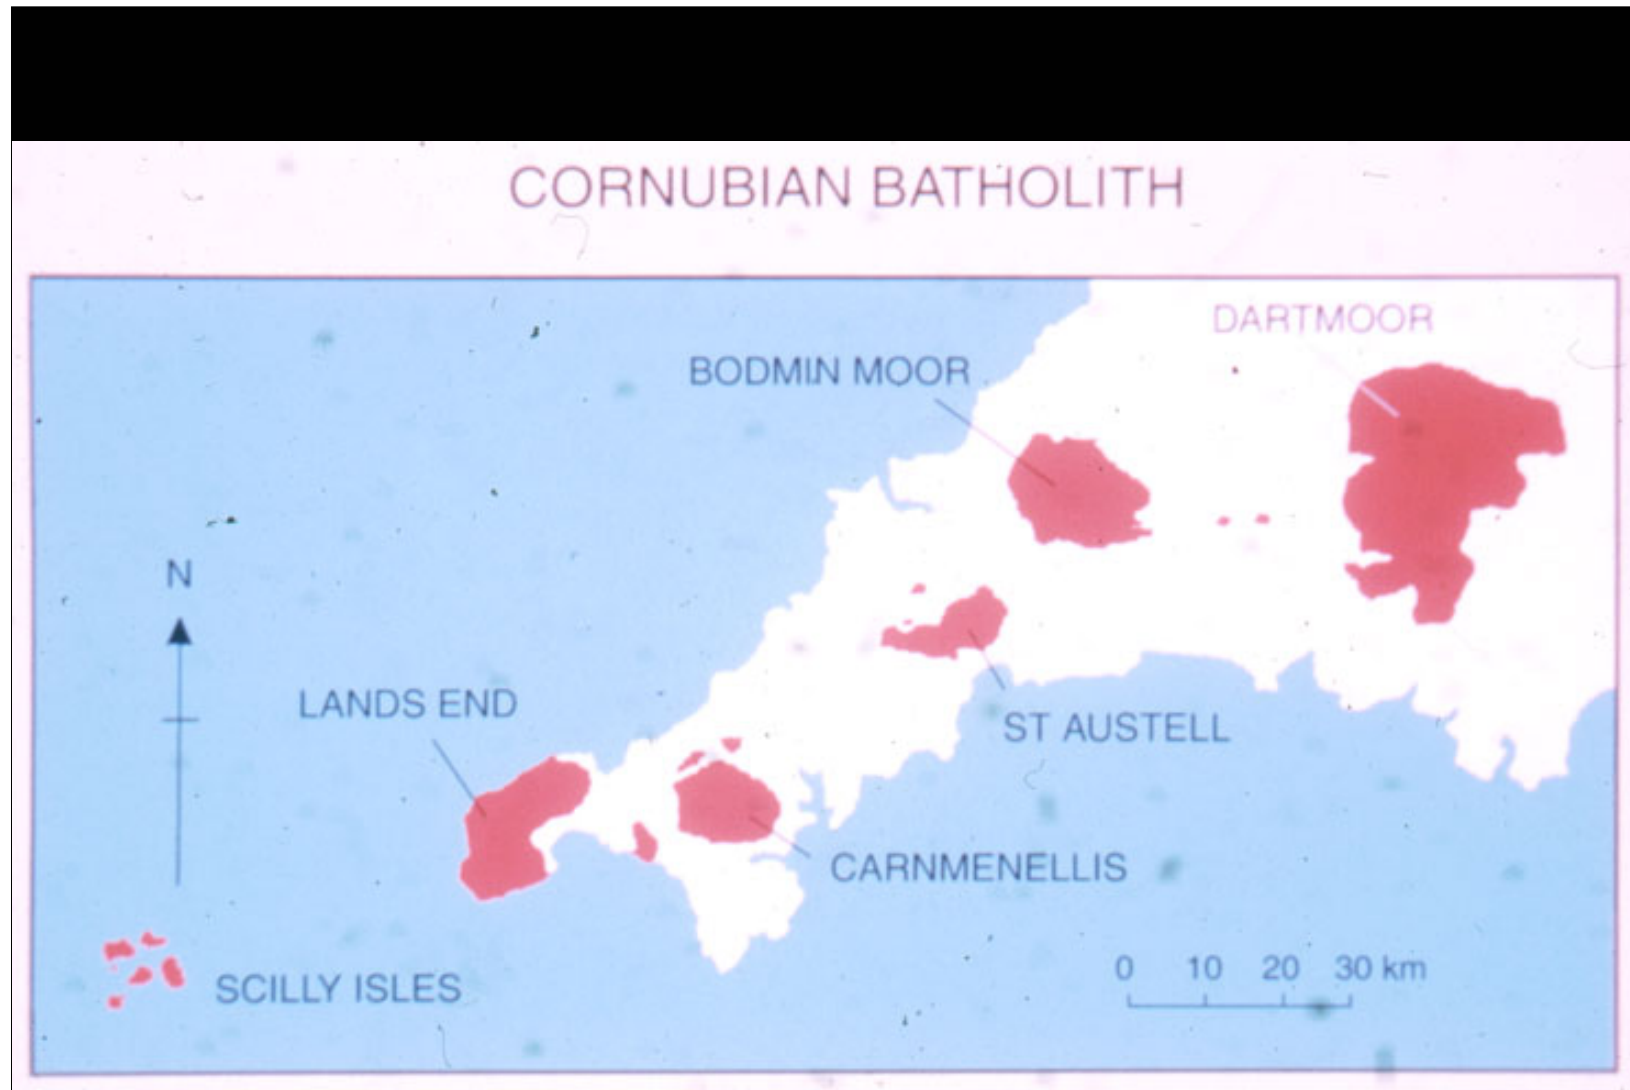 CORNUBIAN BATHOLITH
DARTMOOR
BODMIN MOOR
N
LANDS END
ST AUSTELL
CARNMENELLIS
0 10 20 30 km
SCILLY ISLES